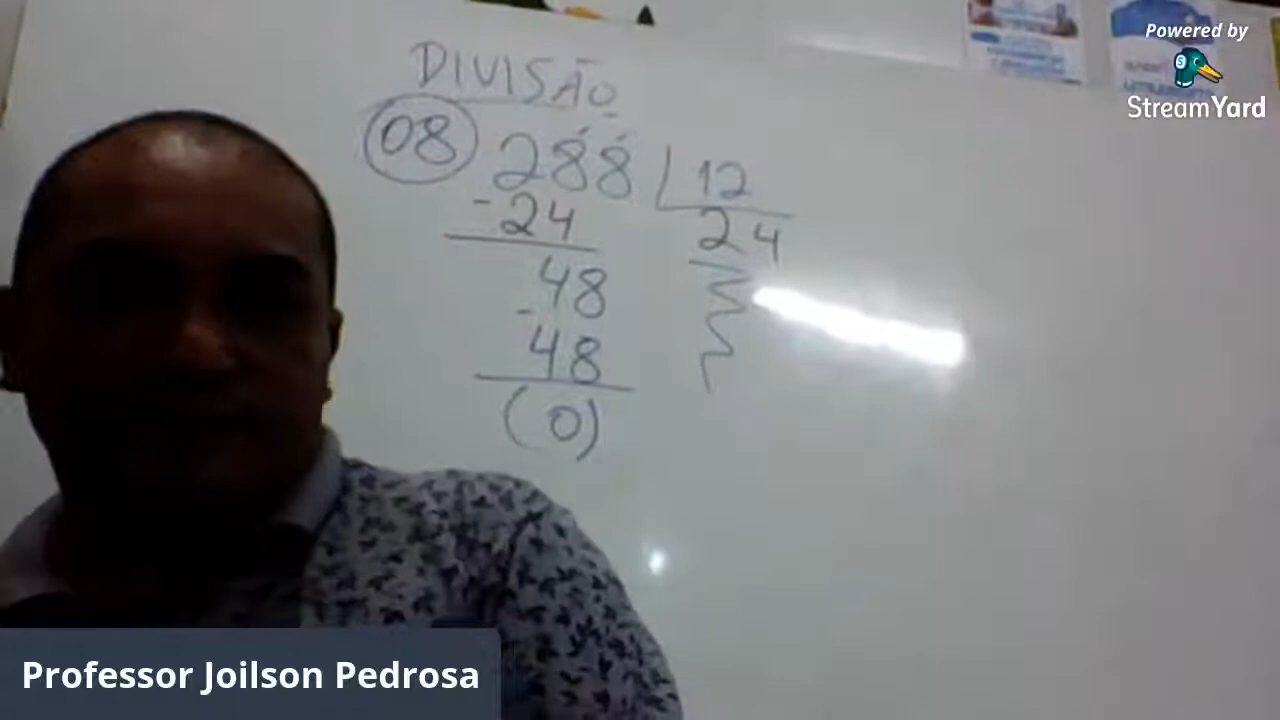 Powered by
StreamYard
DIVISÃO
08 288 12
-24 24
48
-
48
(0)
Professor Joilson Pedrosa